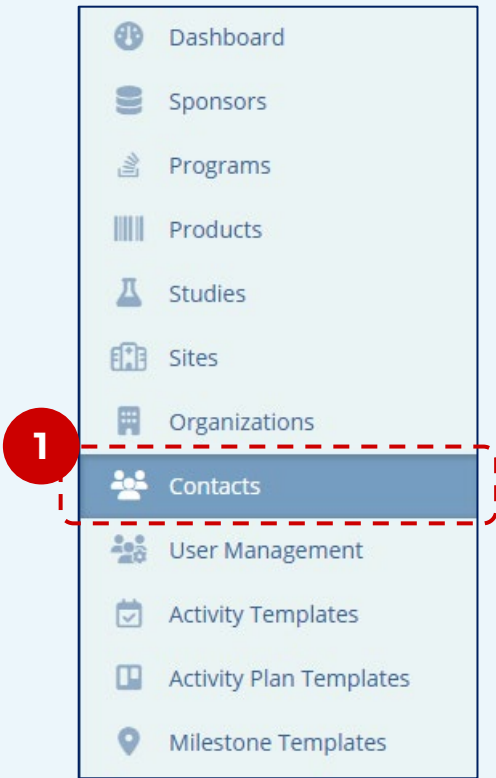 Dashboard
Sponsors
Programs
Products
Studies
Sites
Organizations
1
Contacts
User Management
Activity Templates
Activity Plan Templates
Milestone Templates